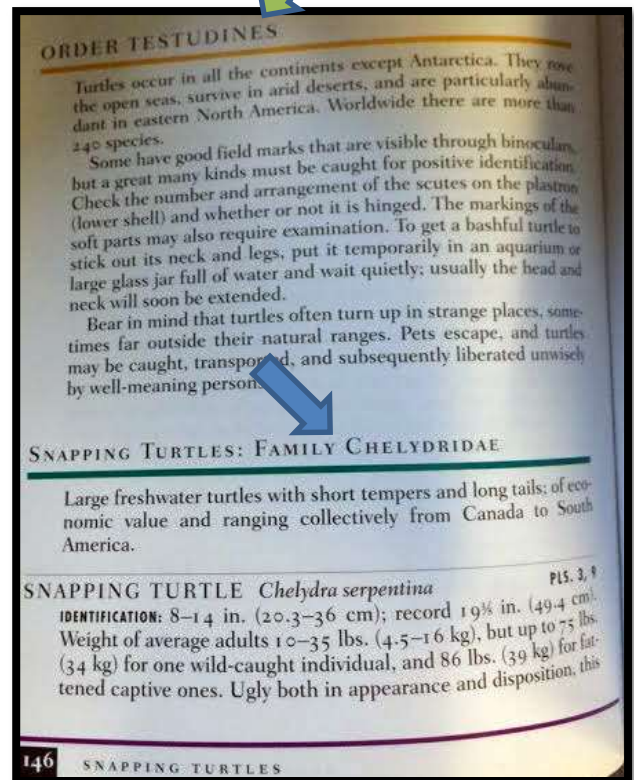 ORDER TESTUDINES
Turtles occur in all the continents except Antarctica. They rove
the open seas, survive in arid deserts, and are particularly abun-
dant in eastern North America. Worldwide there are more than
240 species.
Some have good field marks that are visible through binoculars,
but a great many kinds must be caught for positive identification.
Check the number and arrangement of the scutes on the plastron
(lower shell) and whether or not it is hinged. The markings of the
soft parts may also require examination. To get a bashful turtle to
stick out its neck and legs, put it temporarily in an aquarium or
large glass jar full of water and wait quietly; usually the head and
neck will soon be extended.
Bear in mind that turtles often turn up in strange places, some-
times far outside their natural ranges. Pets escape, and turtles
may be caught, and subsequently liberated unwisely
by well-meaning
SNAPPING TURTLES: FAMILY CHELYDRIDAE
Large freshwater turtles with short tempers and long tails; of eco-
nomic value and ranging collectively from Canada to South
America.
SNAPPING TURTLE Chelydra serpentina PLS. 3, 9
IDENTIFICATION: 8–14 in. (20.3–36 cm); record 19⅜ in. (49.4 cm).
Weight of average adults 10–35 lbs. (4.5–16 kg), but up to 75 lbs.
(34 kg) for one wild-caught individual, and 86 lbs. (39 kg) for fat-
tened captive ones. Ugly both in appearance and disposition, this
146 SNAPPING TURTLES